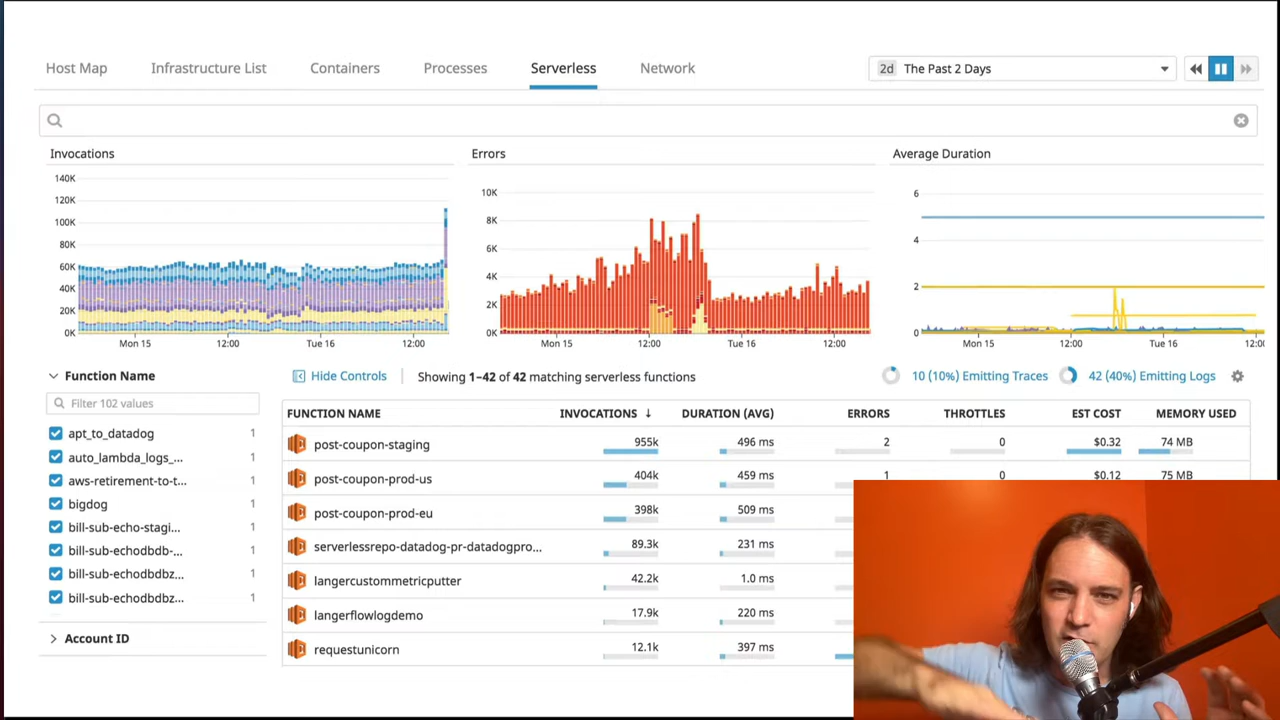 Host Map Infrastructure List Containers Processes Serverless Network 2d The Past 2 Days
Invocations
140K
120K
100K
80K
60K
40K
20K
0K
Mon 15 12:00 Tue 16 12:00
Errors
10K
8K
6K
4K
2K
0K
Mon 15 12:00 Tue 16 12:00
Average Duration
6
4
2
0
Mon 15 12:00 Tue 16 12:00
Function Name
Filter 102 values
apt_to_datadog 1
auto_lambda_logs_... 1
aws-retirement-to-t... 1
bigdog 1
bill-sub-echo-stagi... 1
bill-sub-echodbdb-... 1
bill-sub-echodbdbz... 1
bill-sub-echodbdbz... 1
Account ID
Hide Controls Showing 1–42 of 42 matching serverless functions 10 (10%) Emitting Traces 42 (40%) Emitting Logs
FUNCTION NAME INVOCATIONS ↓ DURATION (AVG) ERRORS THROTTLES EST COST MEMORY USED
post-coupon-staging 955k 496 ms 2 0 $0.32 74 MB
post-coupon-prod-us 404k 459 ms 1 0 $0.12 75 MB
post-coupon-prod-eu 398k 509 ms
serverlessrepo-datadog-pr-datadogpro... 89.3k 231 ms
langercustommetricputter 42.2k 1.0 ms
langerflowlogdemo 17.9k 220 ms
requestunicorn 12.1k 397 ms